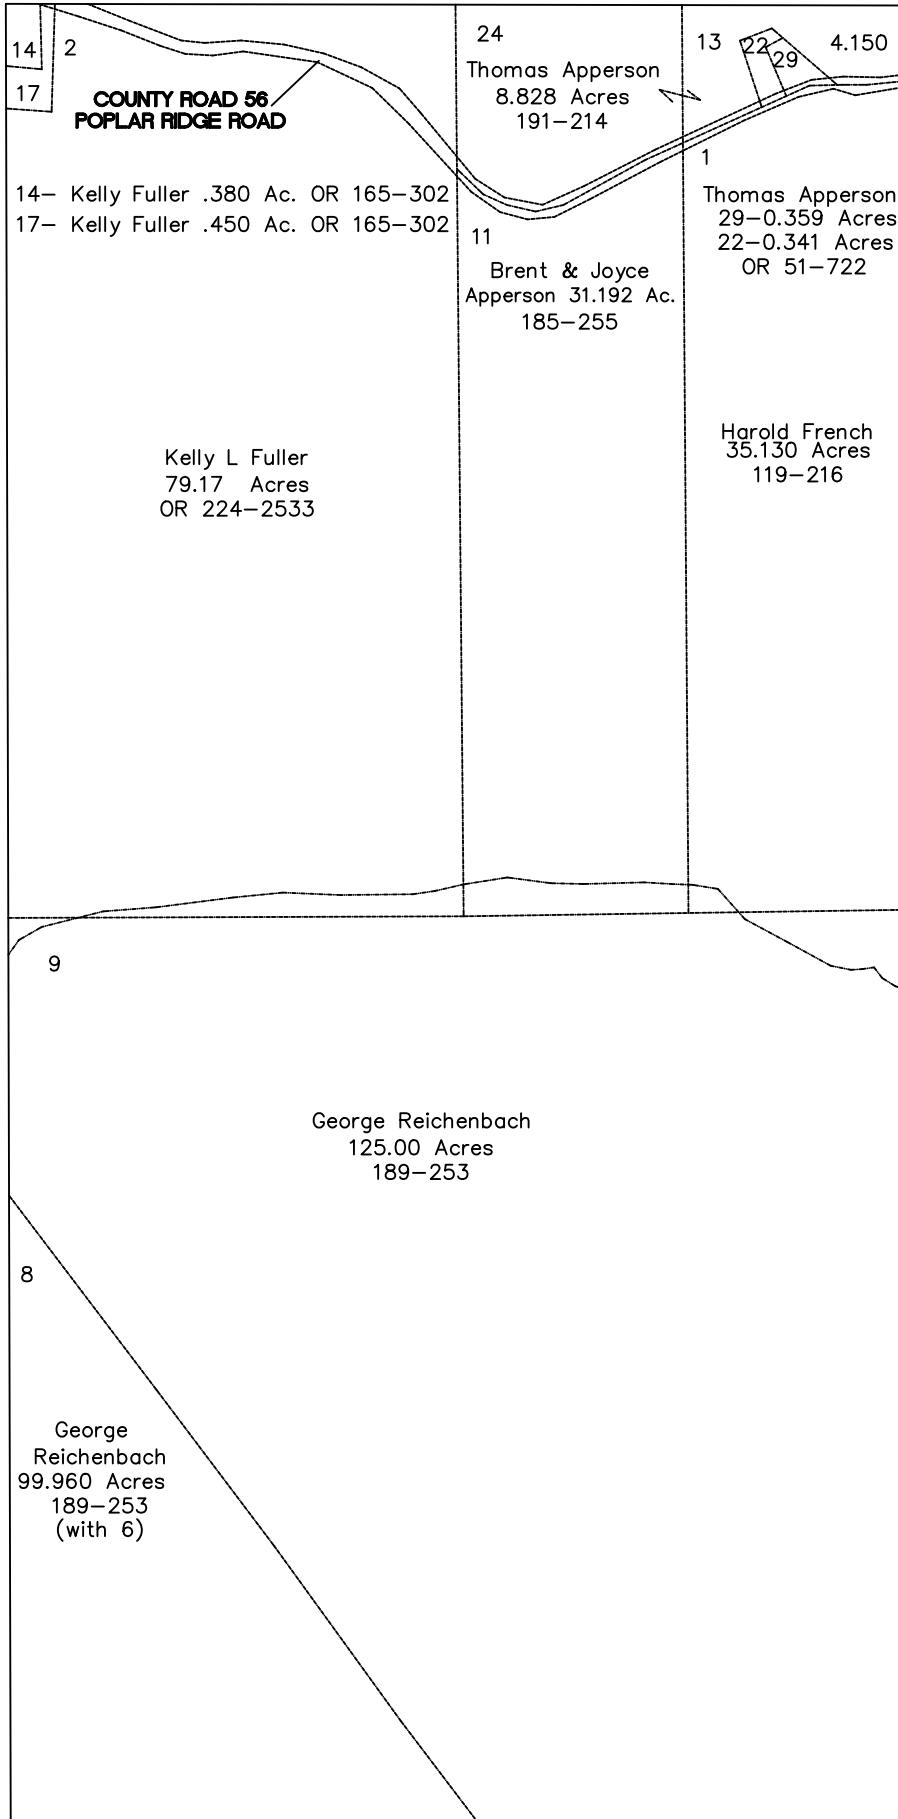 14
2
17
COUNTY ROAD 56
POPLAR RIDGE ROAD
14– Kelly Fuller .380 Ac. OR 165–302
17– Kelly Fuller .450 Ac. OR 165–302
24
Thomas Apperson
8.828 Acres
191–214
13
22
29
4.150
1
Thomas Apperson
29–0.359 Acres
22–0.341 Acres
OR 51–722
11
Brent & Joyce
Apperson 31.192 Ac.
185–255
Kelly L Fuller
79.17 Acres
OR 224–2533
Harold French
35.130 Acres
119–216
9
George Reichenbach
125.00 Acres
189–253
8
George
Reichenbach
99.960 Acres
189–253
(with 6)